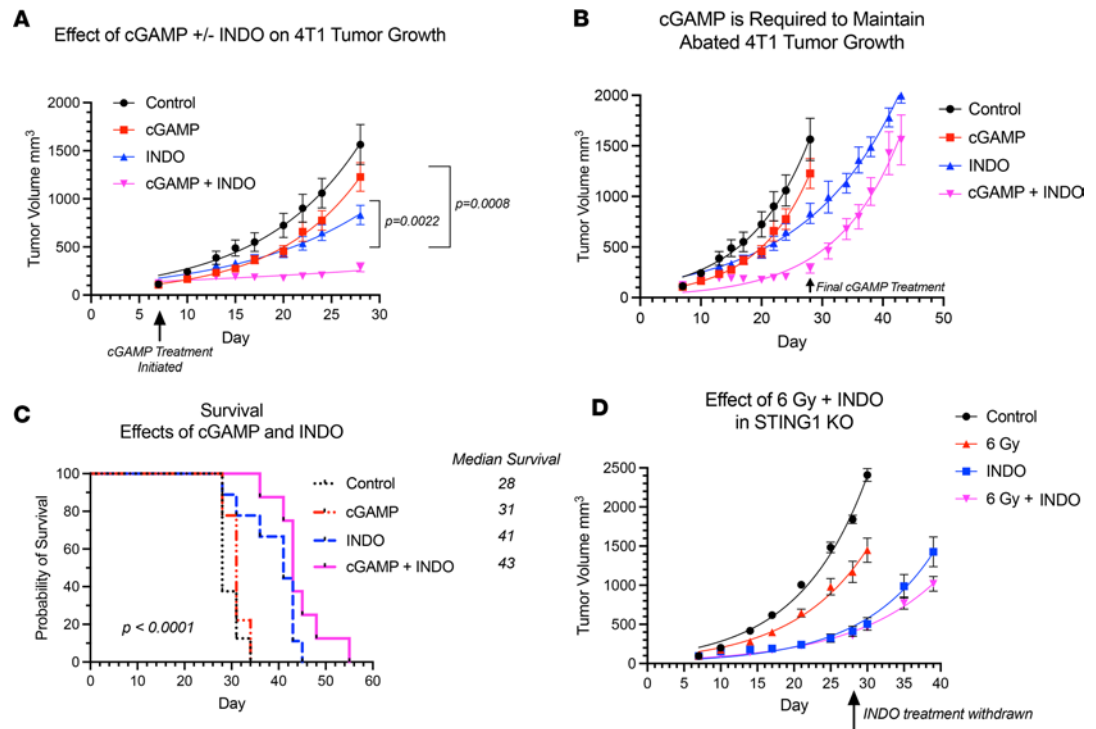 A
Effect of cGAMP +/- INDO on 4T1 Tumor Growth
Tumor Volume mm³
2000
1500
1000
500
0
Control
cGAMP
INDO
cGAMP + INDO
p=0.0022
p=0.0008
0 5 10 15 20 25 30
Day
cGAMP Treatment
Initiated
B
cGAMP is Required to Maintain
Abated 4T1 Tumor Growth
Tumor Volume mm³
2000
1500
1000
500
0
Control
cGAMP
INDO
cGAMP + INDO
Final cGAMP Treatment
0 10 20 30 40 50
Day
C
Survival
Effects of cGAMP and INDO
Probability of Survival
100
80
60
40
20
0
Median Survival
Control 28
cGAMP 31
INDO 41
cGAMP + INDO 43
p < 0.0001
0 10 20 30 40 50 60
Day
D
Effect of 6 Gy + INDO
in STING1 KO
Tumor Volume mm³
2500
2000
1500
1000
500
0
Control
6 Gy
INDO
6 Gy + INDO
0 5 10 15 20 25 30 35 40
Day
INDO treatment withdrawn